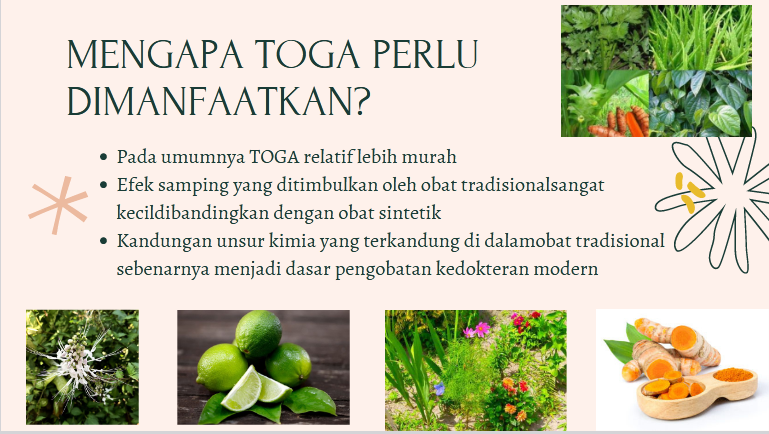 MENGAPA TOGA PERLU
DIMANFAATKAN?
• Pada umumnya TOGA relatif lebih murah
• Efek samping yang ditimbulkan oleh obat tradisionalsangat
kecildibandingkan dengan obat sintetik
• Kandungan unsur kimia yang terkandung di dalamobat tradisional
sebenarnya menjadi dasar pengobatan kedokteran modern